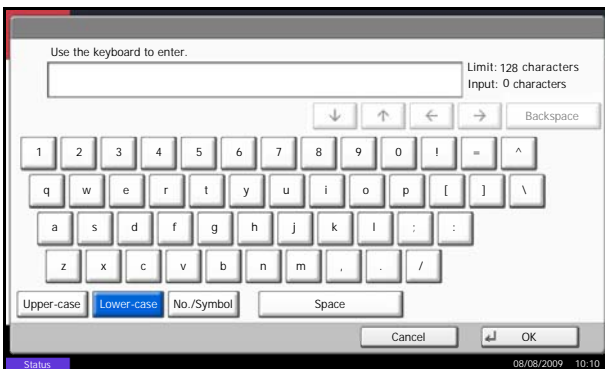 Use the keyboard to enter.
Limit: 128 characters
Input: 0 characters
↓ ↑ ← → Backspace
1 2 3 4 5 6 7 8 9 0 ! = ^
q w e r t y u i o p [ ] \
a s d f g h j k l ; :
z x c v b n m , . /
Upper-case Lower-case No./Symbol Space
Cancel OK
Status 08/08/2009 10:10